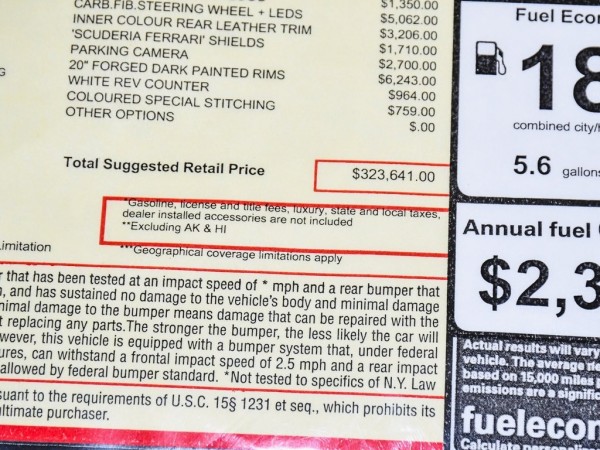 CARB.FIB.STEERING WHEEL + LEDS $1,350.00
INNER COLOUR REAR LEATHER TRIM $5,062.00
'SCUDERIA FERRARI' SHIELDS $3,206.00
PARKING CAMERA $1,710.00
20" FORGED DARK PAINTED RIMS $2,700.00
WHITE REV COUNTER $6,243.00
COLOURED SPECIAL STITCHING $964.00
OTHER OPTIONS $759.00
$.00
G
Total Suggested Retail Price $323,641.00
*Gasoline, license and title fees, luxury, state and local taxes,
dealer installed accessories are not included
**Excluding AK & HI
***Geographical coverage limitations apply
imitation
r that has been tested at an impact speed of * mph and a rear bumper that
, and has sustained no damage to the vehicle's body and minimal damage
nimal damage to the bumper means damage that can be repaired with the
t replacing any parts.The stronger the bumper, the less likely the car will
wever, this vehicle is equipped with a bumper system that, under federal
ures, can withstand a frontal impact speed of 2.5 mph and a rear impact
allowed by federal bumper standard. *Not tested to specifics of N.Y. Law
suant to the requirements of U.S.C. 15§ 1231 et seq., which prohibits its
ultimate purchaser.
Fuel Econ
18
combined city/h
5.6 gallons
Annual fuel
$2,3
Actual results will vary
vehicle. The average
based on 15,000 miles
emissions are a signific
fuelecon
Calculate personali